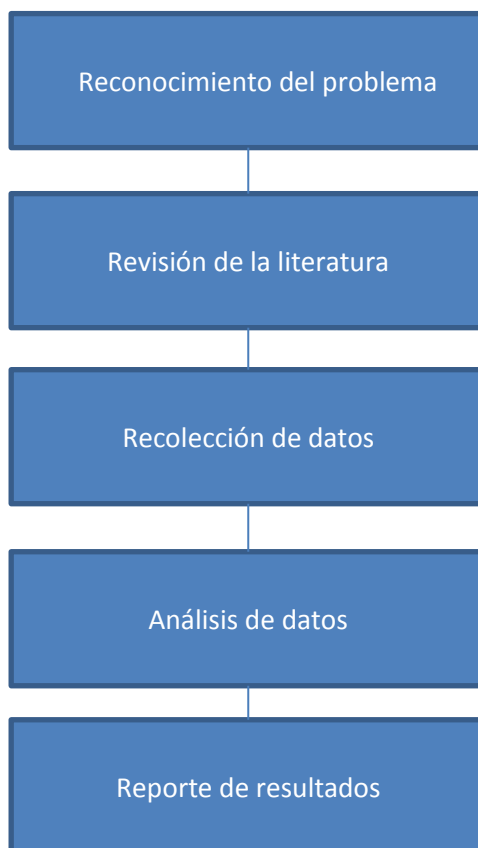 Reconocimiento del problema
Revisión de la literatura
Recolección de datos
Análisis de datos
Reporte de resultados